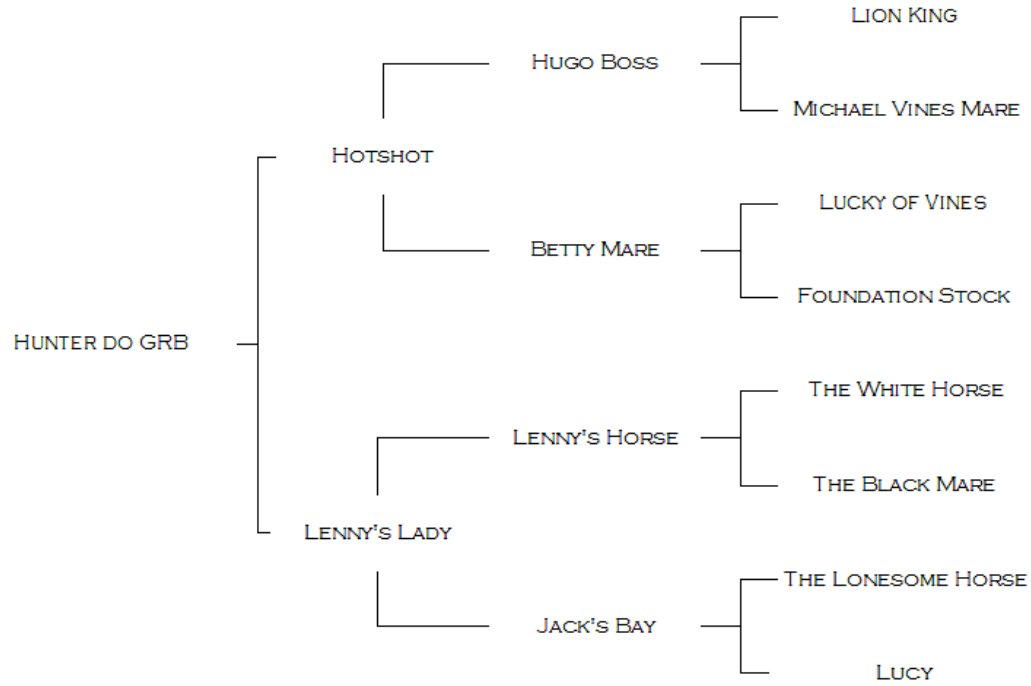 Lion King
Hugo Boss
Michael Vines Mare
Hotshot
Lucky of Vines
Betty Mare
Foundation Stock
Hunter do GRB
The White Horse
Lenny's Horse
The Black Mare
Lenny's Lady
The Lonesome Horse
Jack's Bay
Lucy